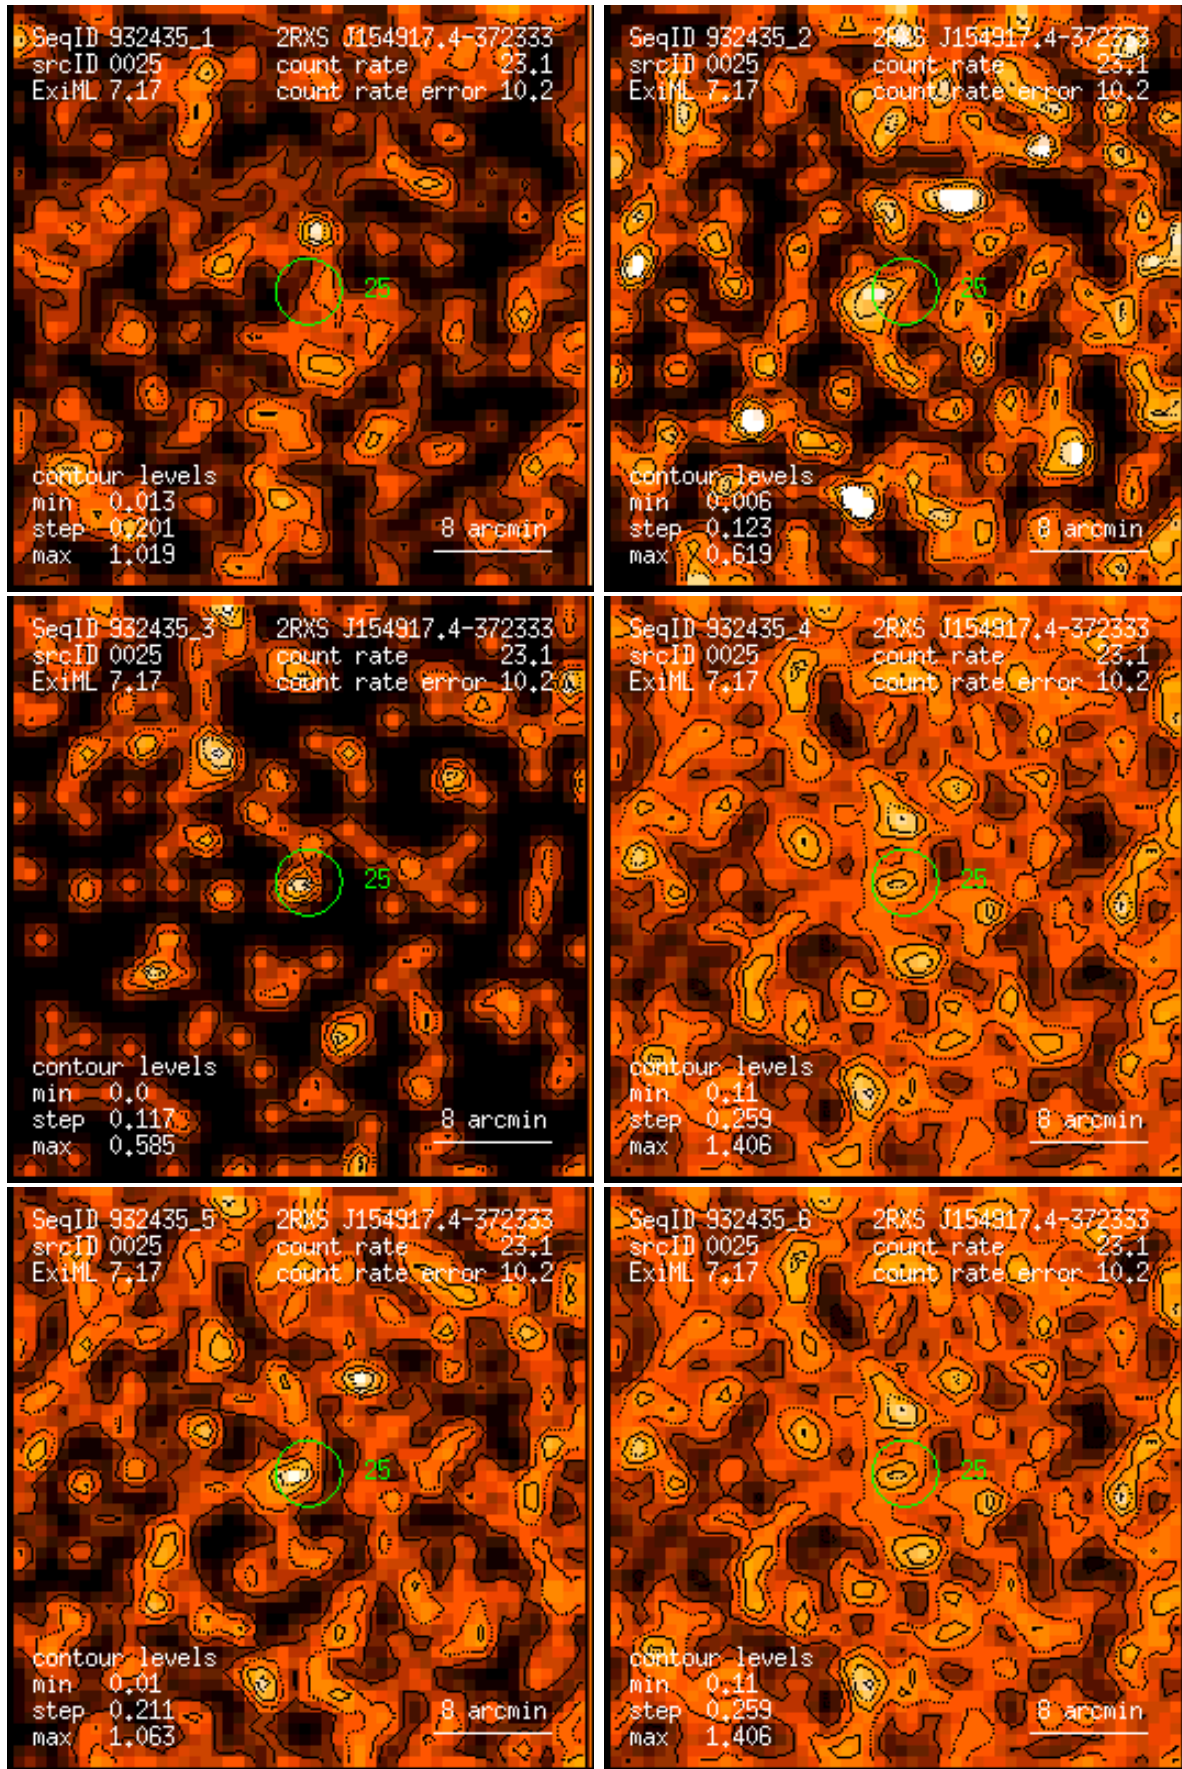 SeqID 932435_1 2RXS J154917.4-372333
srcID 0025 count rate 23.1
ExiML 7.17 count rate error 10.2
25
contour levels
min 0.013
step 0.201 8 arcmin
max 1.019
SeqID 932435_2 2RXS J154917.4-372333
srcID 0025 count rate 23.1
ExiML 7.17 count rate error 10.2
25
contour levels
min 0.006
step 0.123 8 arcmin
max 0.619
SeqID 932435_3 2RXS J154917.4-372333
srcID 0025 count rate 23.1
ExiML 7.17 count rate error 10.2
25
contour levels
min 0.0
step 0.117 8 arcmin
max 0.585
SeqID 932435_4 2RXS J154917.4-372333
srcID 0025 count rate 23.1
ExiML 7.17 count rate error 10.2
25
contour levels
min 0.11
step 0.259 8 arcmin
max 1.406
SeqID 932435_5 2RXS J154917.4-372333
srcID 0025 count rate 23.1
ExiML 7.17 count rate error 10.2
25
contour levels
min 0.01
step 0.211 8 arcmin
max 1.063
SeqID 932435_6 2RXS J154917.4-372333
srcID 0025 count rate 23.1
ExiML 7.17 count rate error 10.2
25
contour levels
min 0.11
step 0.259 8 arcmin
max 1.406